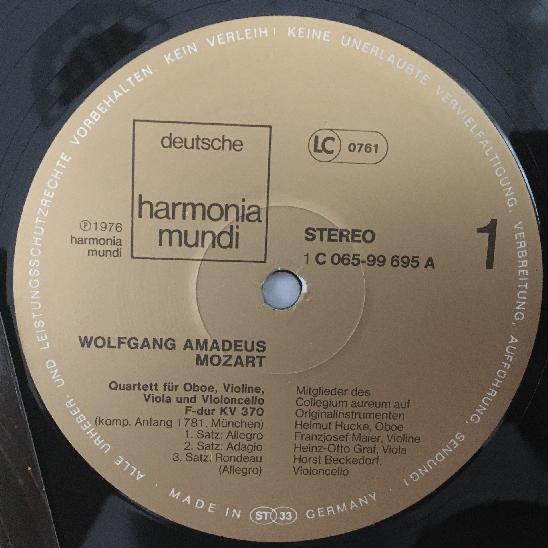 ALLE URHEBER- UND LEISTUNGSSCHUTZRECHTE VORBEHALTEN. KEIN VERLEIH! KEINE UNERLAUBTE VERVIELFÄLTIGUNG, VERBREITUNG, AUFFÜHRUNG, SENDUNG!
deutsche
harmonia
mundi
LC 0761
℗1976
harmonia
mundi
STEREO
1 C 065-99 695 A
1
WOLFGANG AMADEUS
MOZART
Quartett für Oboe, Violine,
Viola und Violoncello
F-dur KV 370
(komp. Anfang 1781, München)
1. Satz: Allegro
2. Satz: Adagio
3. Satz: Rondeau
(Allegro)
Mitglieder des
Collegium aureum auf
Originalinstrumenten
Helmut Hucke, Oboe
Franzjosef Maier, Violine
Heinz-Otto Graf, Viola
Horst Beckedorf,
Violoncello
· MADE IN ST 33 GERMANY ·